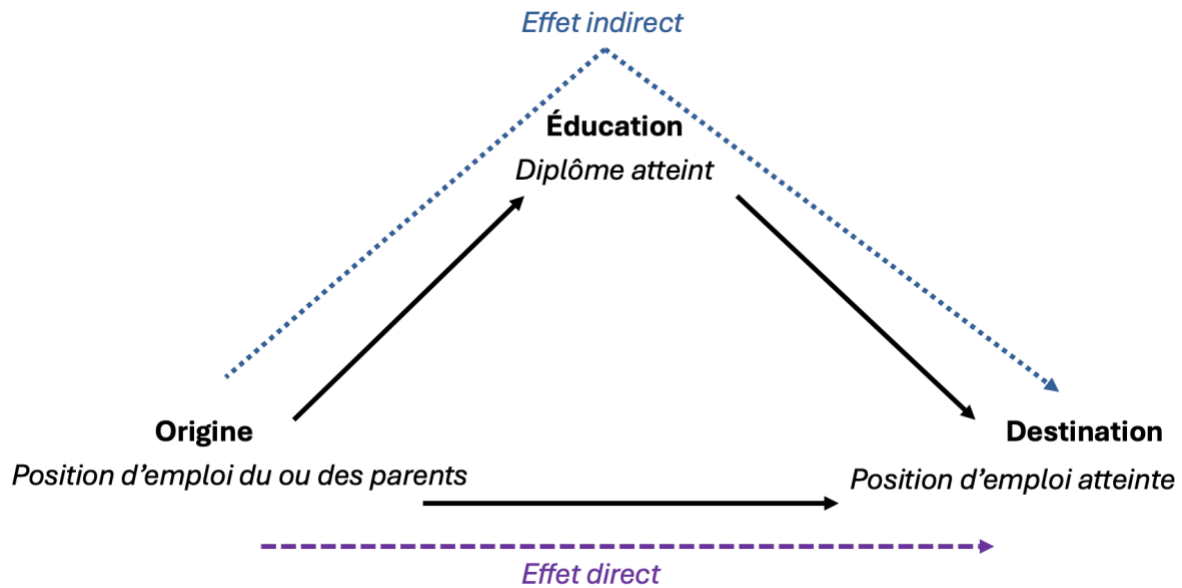 Effet indirect
Éducation
Diplôme atteint
Origine
Destination
Position d’emploi du ou des parents
Position d’emploi atteinte
Effet direct